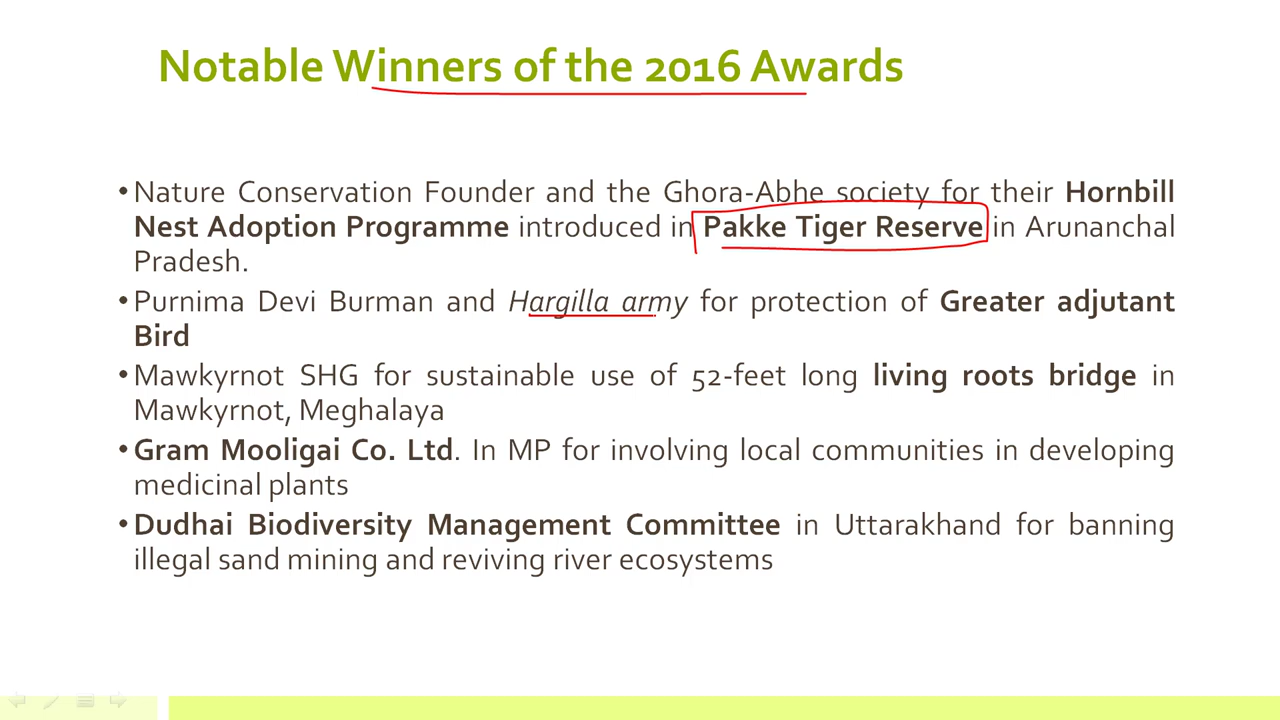 Notable Winners of the 2016 Awards
• Nature Conservation Founder and the Ghora-Abhe society for their Hornbill
Nest Adoption Programme introduced in Pakke Tiger Reserve in Arunanchal
Pradesh.
• Purnima Devi Burman and Hargilla army for protection of Greater adjutant
Bird
• Mawkyrnot SHG for sustainable use of 52-feet long living roots bridge in
Mawkyrnot, Meghalaya
• Gram Mooligai Co. Ltd. In MP for involving local communities in developing
medicinal plants
• Dudhai Biodiversity Management Committee in Uttarakhand for banning
illegal sand mining and reviving river ecosystems